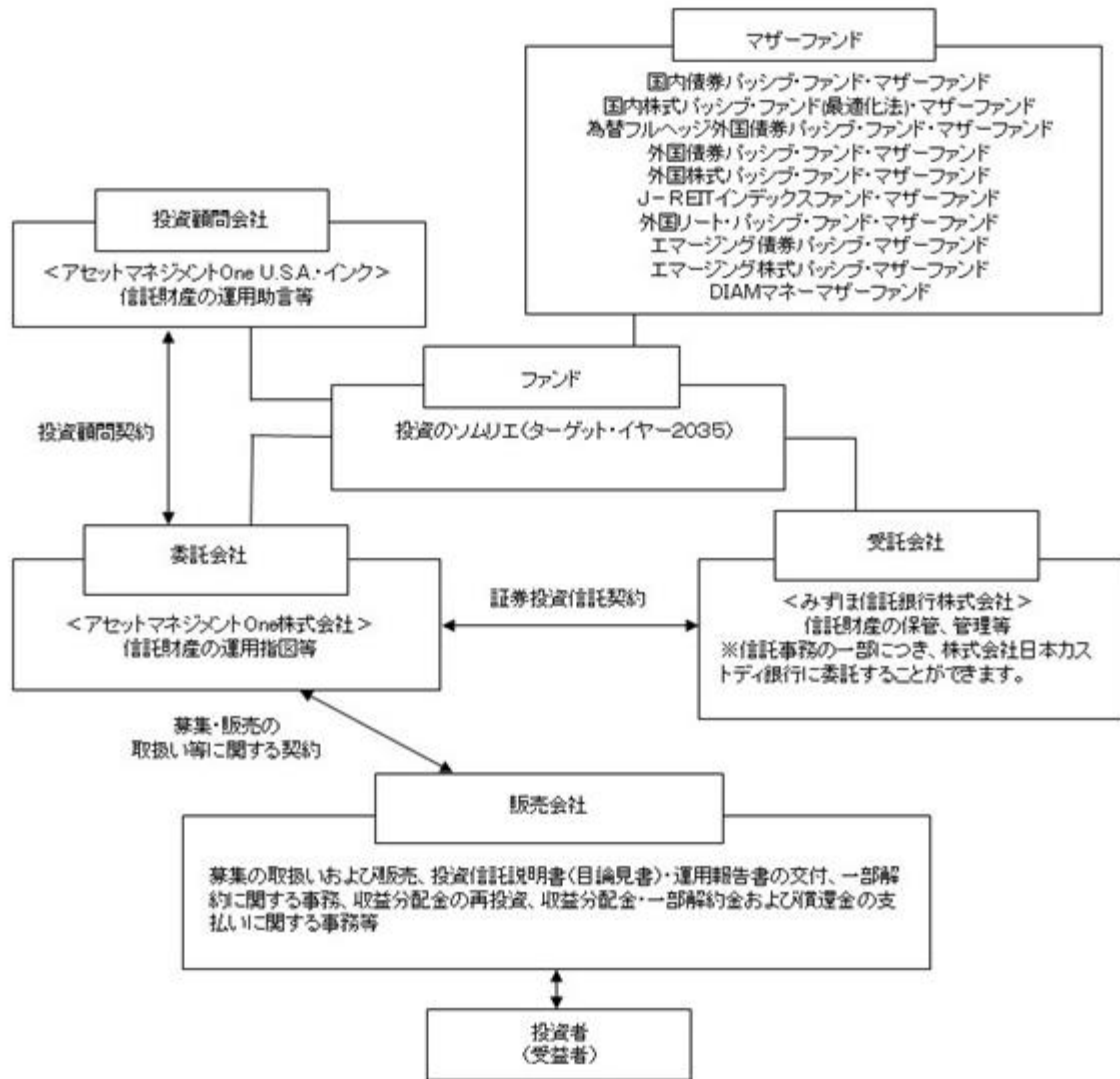 マザーファンド
国内債券パッシブ・ファンド・マザーファンド
国内株式パッシブ・ファンド(最適化法)・マザーファンド
為替フルヘッジ外国債券パッシブ・ファンド・マザーファンド
外国債券パッシブ・ファンド・マザーファンド
外国株式パッシブ・ファンド・マザーファンド
J-REITインデックスファンド・マザーファンド
外国リート・パッシブ・ファンド・マザーファンド
エマージング債券パッシブ・マザーファンド
エマージング株式パッシブ・マザーファンド
DIAMマネーマザーファンド
投資顧問会社
<アセットマネジメントOne U.S.A.・インク>
信託財産の運用助言等
ファンド
投資のソムリエ<ターゲット・イヤー2035>
投資顧問契約
委託会社
<アセットマネジメントOne株式会社>
信託財産の運用指図等
証券投資信託契約
受託会社
<みずほ信託銀行株式会社>
信託財産の保管、管理等
※信託事務の一部につき、株式会社日本カス
トディ銀行に委託することができます。
募集・販売の
取扱い等に関する契約
販売会社
募集の取扱いおよび販売、投資信託説明書(目論見書)・運用報告書の交付、一部解
約に関する事務、収益分配金の再投資、収益分配金・一部解約金および償還金の支
払いに関する事務等
投資者
(受益者)